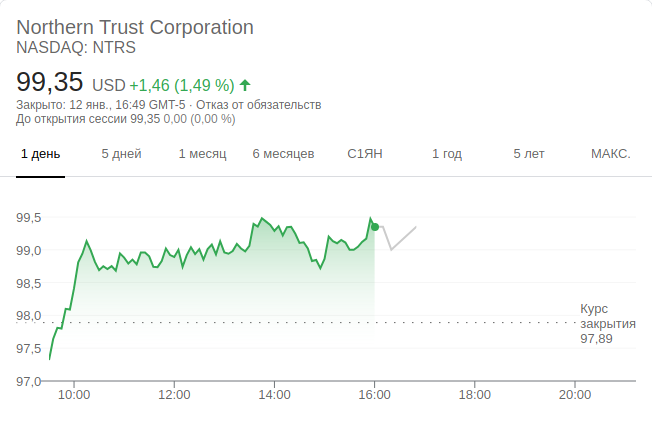 Northern Trust Corporation
NASDAQ: NTRS
99,35 USD +1,46 (1,49 %)
Закрыто: 12 янв., 16:49 GMT-5 · Отказ от обязательств
До открытия сессии 99,35 0,00 (0,00 %)
1 день 5 дней 1 месяц 6 месяцев С1ЯН 1 год 5 лет МАКС.
99,5
99,0
98,5
98,0
97,5
97,0
Курс
закрытия
97,89
10:00 12:00 14:00 16:00 18:00 20:00